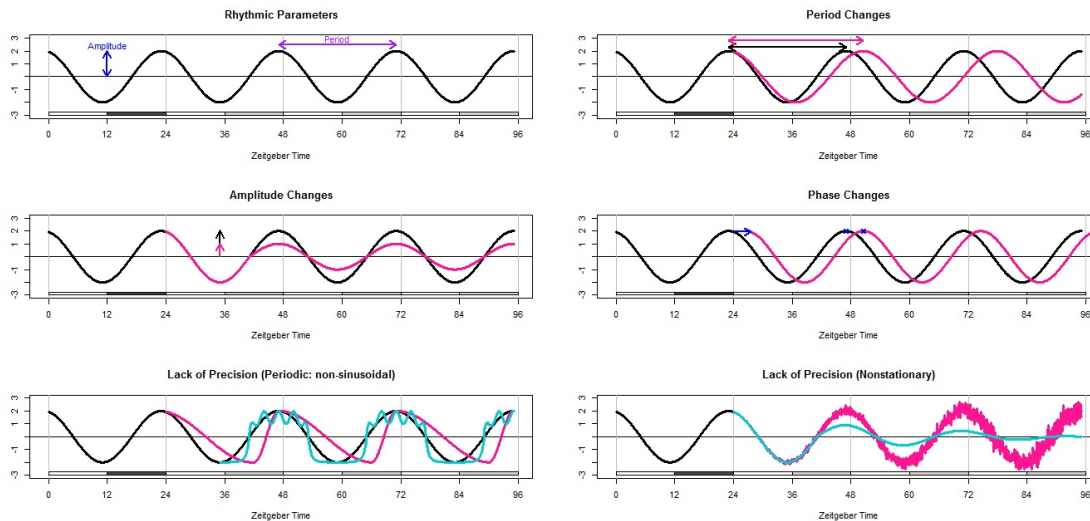 Rhythmic Parameters
Amplitude
Period
3
2
1
-1
-3
0 12 24 36 48 60 72 84 96
Zeitgeber Time
Period Changes
3
2
1
-1
-3
0 12 24 36 48 60 72 84 96
Zeitgeber Time
Amplitude Changes
3
2
1
-1
-3
0 12 24 36 48 60 72 84 96
Zeitgeber Time
Phase Changes
3
2
1
-1
-3
0 12 24 36 48 60 72 84 96
Zeitgeber Time
Lack of Precision (Periodic: non-sinusoidal)
3
2
1
-1
-3
0 12 24 36 48 60 72 84 96
Zeitgeber Time
Lack of Precision (Nonstationary)
3
2
1
-1
-3
0 12 24 36 48 60 72 84 96
Zeitgeber Time